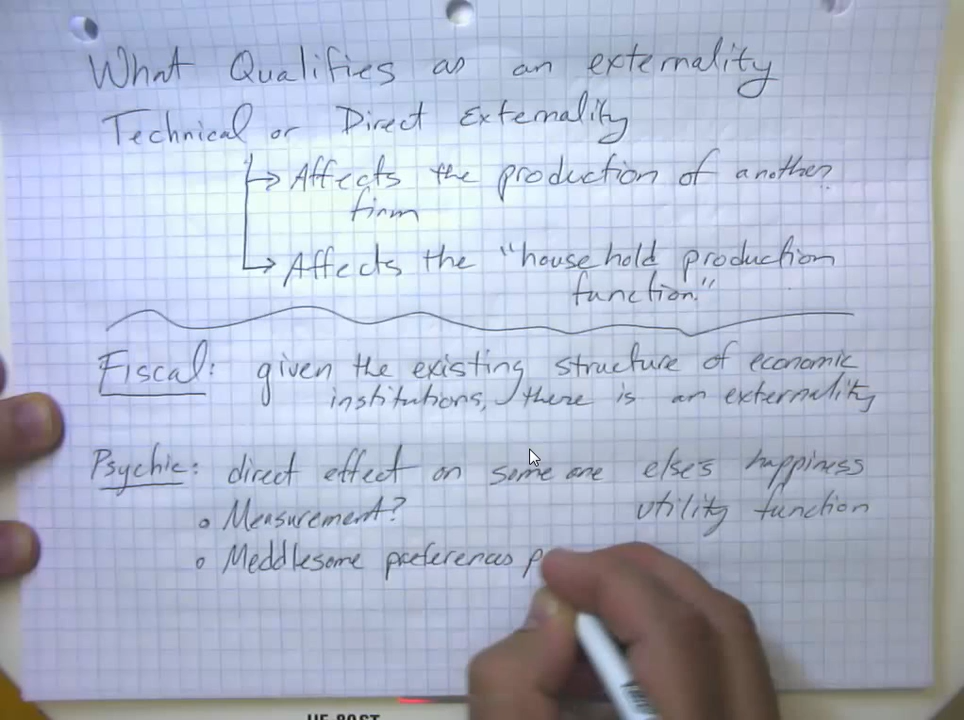 What Qualifies as an externality
Technical or Direct Externality
→ Affects the production of another
firm
→ Affects the "household production
function."
Fiscal: given the existing structure of economic
institutions, there is an externality
Psychic: direct effect on someone else's happiness
utility function
• Measurement?
• Meddlesome preferences p